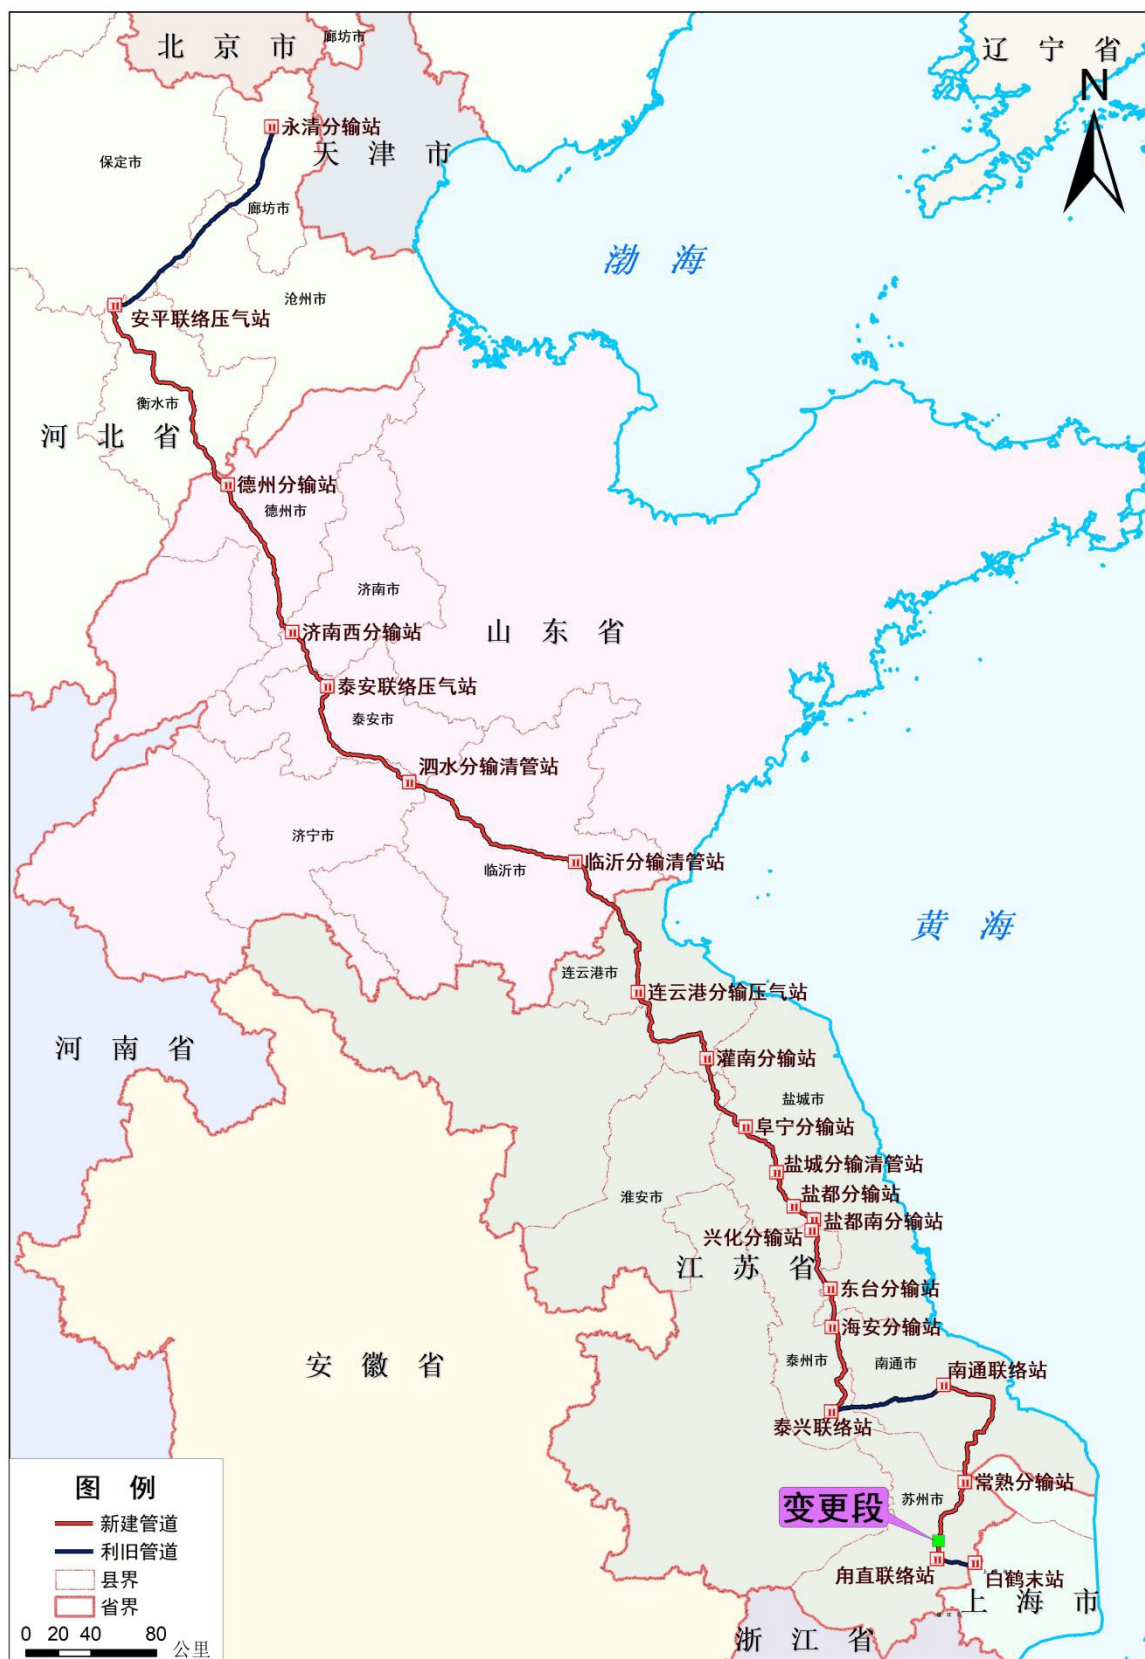 北京市
廊坊市
辽宁省
N
永清分输站
天津市
保定市
廊坊市
渤海
沧州市
安平联络压气站
衡水市
河北省
德州分输站
德州市
济南市
济南西分输站
山东省
泰安联络压气站
泰安市
泗水分输清管站
济宁市
临沂市
临沂分输清管站
黄海
连云港市
连云港分输压气站
河南省
灌南分输站
盐城市
阜宁分输站
盐城分输清管站
淮安市
盐都分输站
盐都南分输站
兴化分输站
江苏省
东台分输站
海安分输站
安徽省
泰州市
南通市
南通联络站
泰兴联络站
常熟分输站
苏州市
变更段
甪直联络站
白鹤末站
上海市
浙江省
图例
新建管道
利旧管道
县界
省界
0 20 40 80 公里